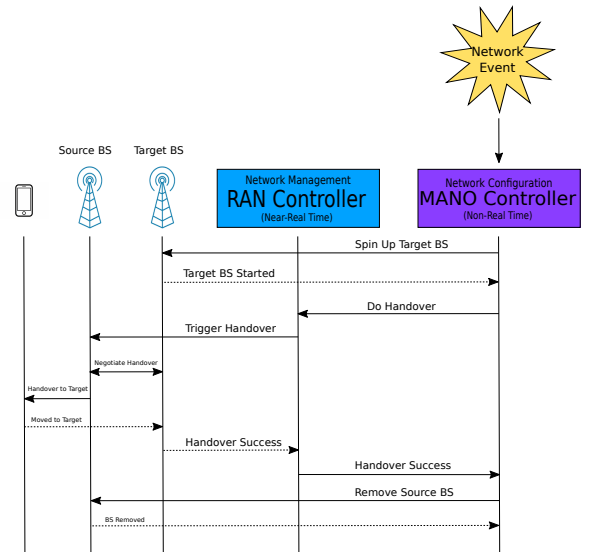 Network
Event
Source BS
Target BS
Network Management
RAN Controller
(Near-Real Time)
Network Configuration
MANO Controller
(Non-Real Time)
Spin Up Target BS
Target BS Started
Do Handover
Trigger Handover
Negotiate Handover
Handover to Target
Moved to Target
Handover Success
Handover Success
Remove Source BS
BS Removed